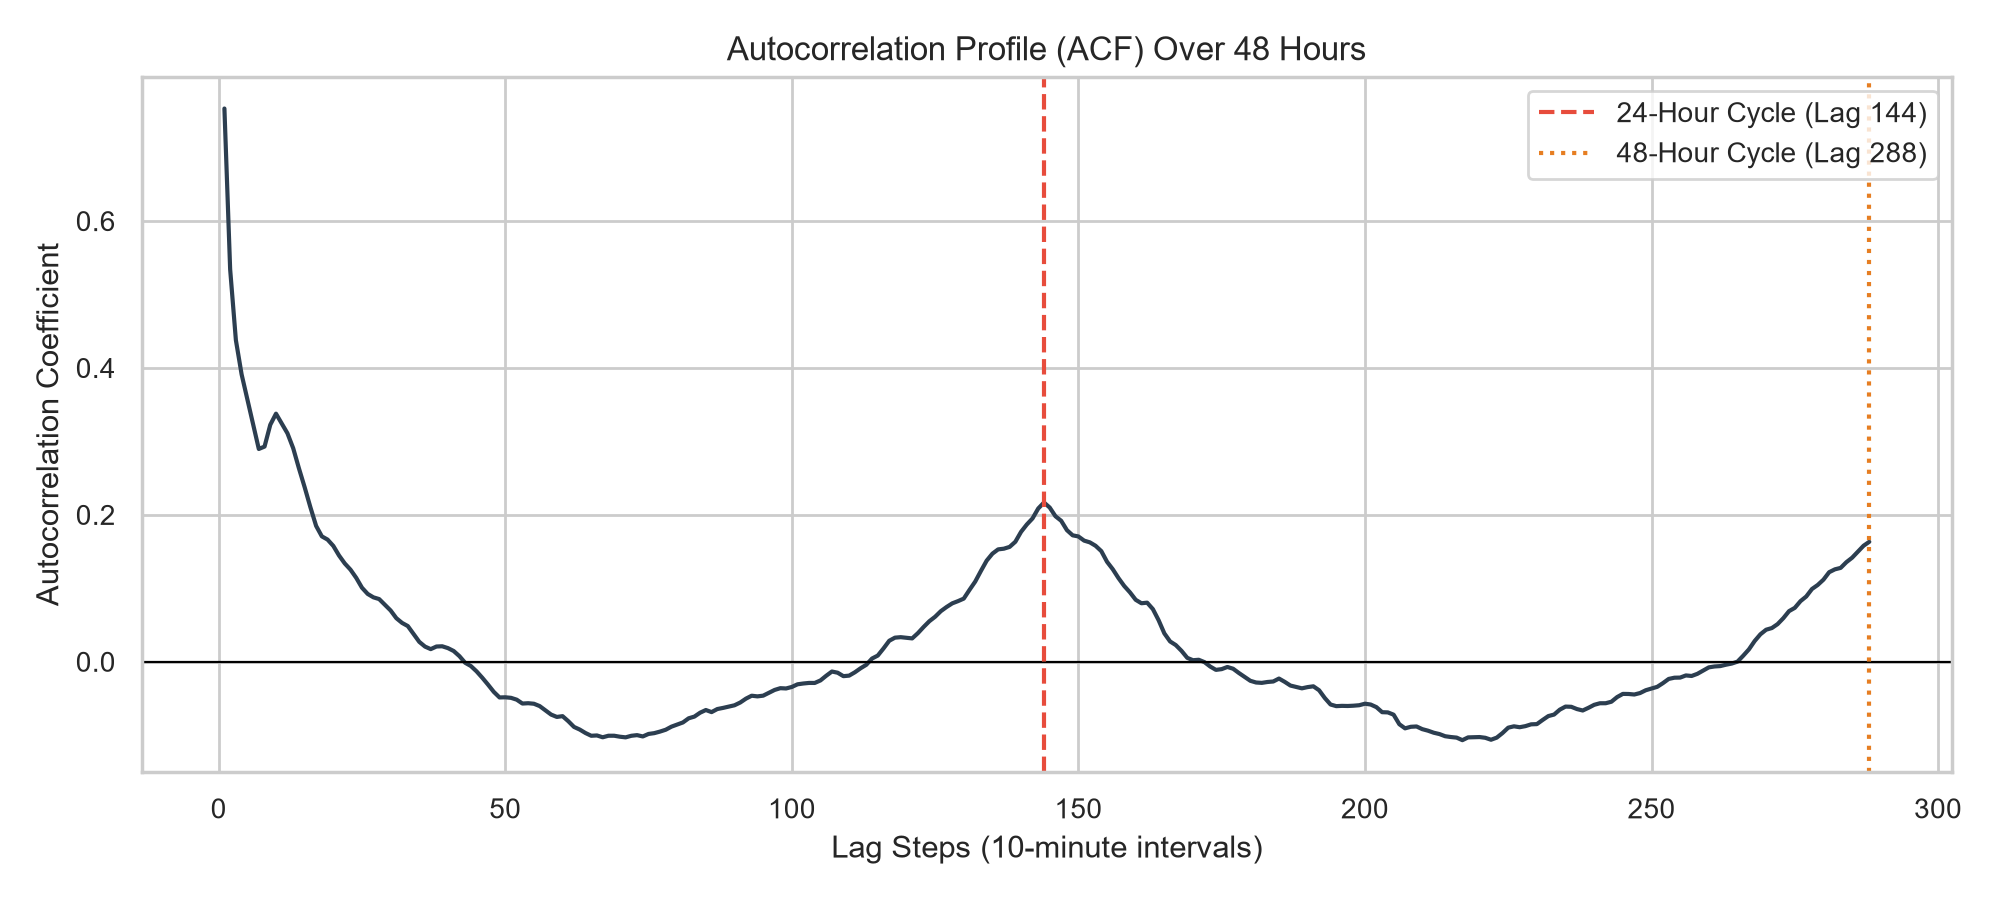 Autocorrelation Profile (ACF) Over 48 Hours
24-Hour Cycle (Lag 144)
48-Hour Cycle (Lag 288)
Autocorrelation Coefficient
0.6
0.4
0.2
0.0
0 50 100 150 200 250 300
Lag Steps (10-minute intervals)